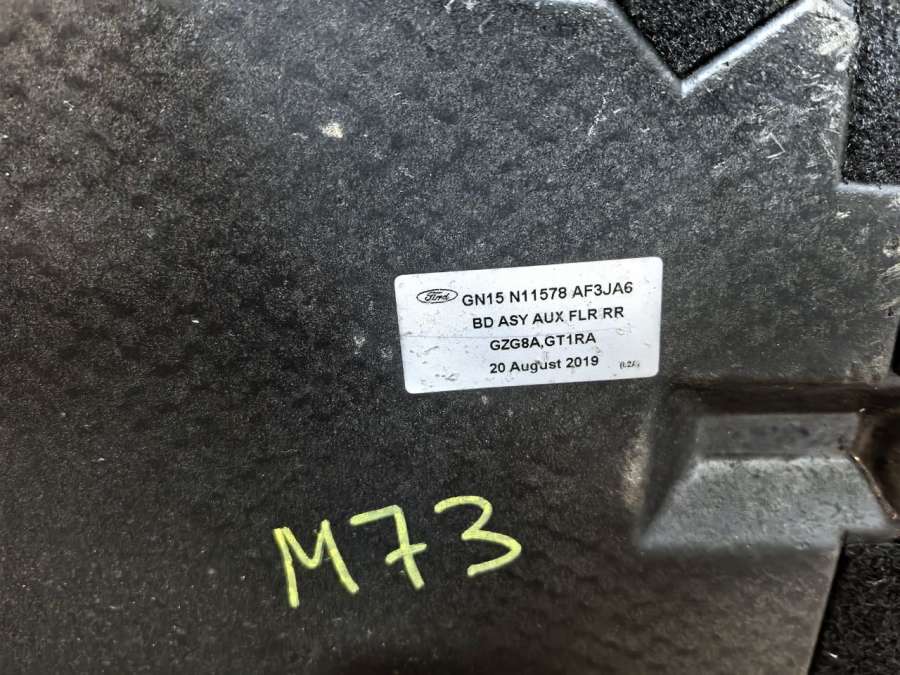 Ford GN15 N11578 AF3JA6
BD ASY AUX FLR RR
GZG8A,GT1RA
20 August 2019
M73